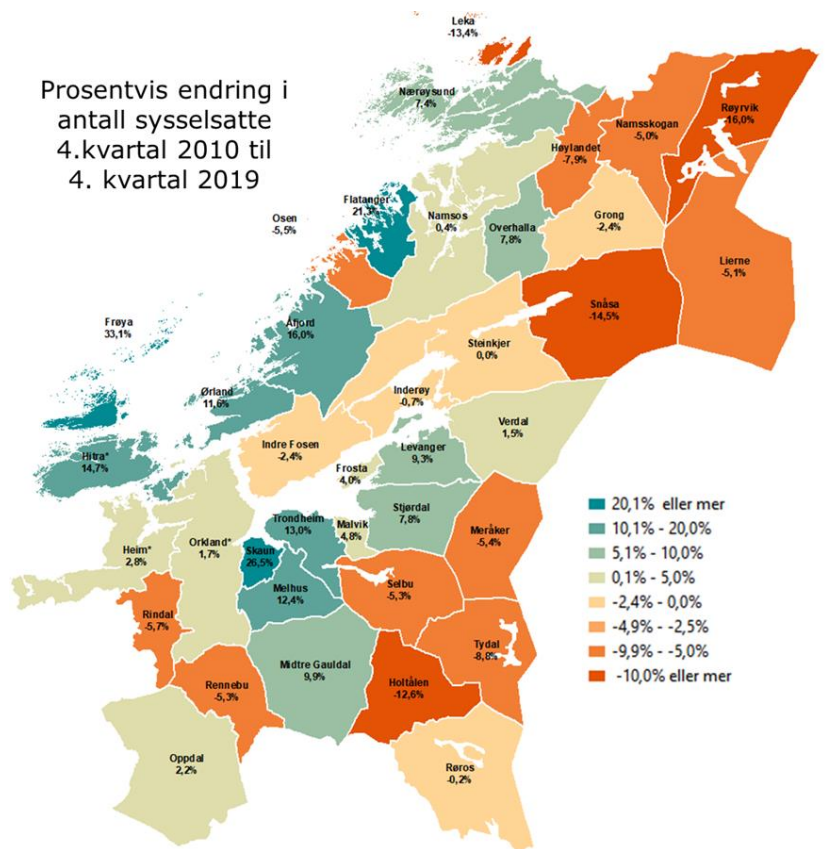 Prosentvis endring i
antall sysselsatte
4.kvartal 2010 til
4. kvartal 2019
Leka
-13,4%
Nærøysund
7,4%
Røyrvik
-16,0%
Namsskogan
-5,0%
Høylandet
-7,9%
Flatanger
21,3%
Osen
-5,5%
Namsos
0,4%
Overhalla
7,8%
Grong
-2,4%
Lierne
-5,1%
Snåsa
-14,5%
Frøya
33,1%
Åfjord
16,0%
Steinkjer
0,0%
Ørland
11,6%
Inderøy
-0,7%
Verdal
1,5%
Indre Fosen
-2,4%
Levanger
9,3%
Hitra*
14,7%
Frosta
4,0%
Stjørdal
7,8%
Trondheim
13,0%
Malvik
4,8%
Meråker
-5,4%
Orkland*
1,7%
Heim*
2,8%
Skaun
26,5%
Selbu
-5,3%
Melhus
12,4%
Rindal
-5,7%
Tydal
-8,8%
Midtre Gauldal
9,9%
Rennebu
-5,3%
Holtålen
-12,6%
Oppdal
2,2%
Røros
-0,2%
20,1% eller mer
10,1% - 20,0%
5,1% - 10,0%
0,1% - 5,0%
-2,4% - 0,0%
-4,9% - -2,5%
-9,9% - -5,0%
-10,0% eller mer